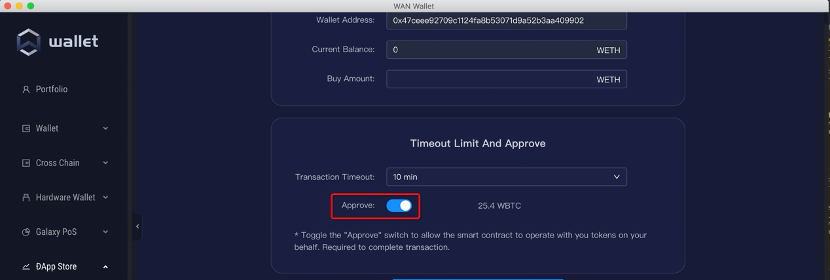 WAN Wallet
wallet
Portfolio
Wallet
Cross Chain
Hardware Wallet
Galaxy PoS
ĐApp Store
Wallet Address: 0x47ceee92709c1124fa8b53071d9a52b3aa409902
Current Balance: 0 WETH
Buy Amount: WETH
Timeout Limit And Approve
Transaction Timeout: 10 min
Approve: 25.4 WBTC
* Toggle the "Approve" switch to allow the smart contract to operate with you tokens on your
behalf. Required to complete transaction.